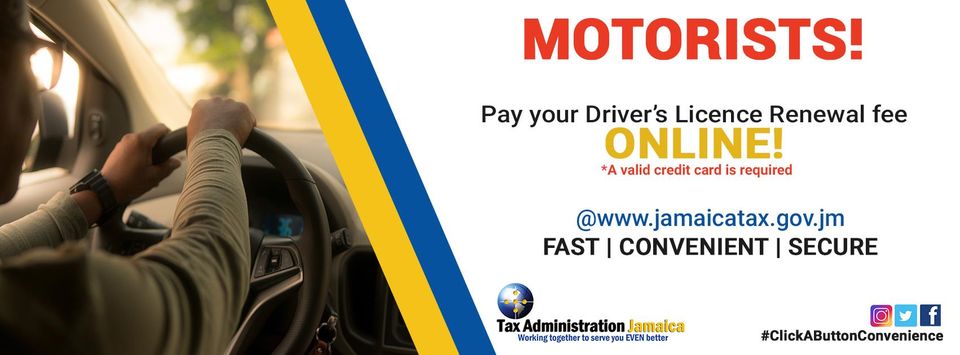 MOTORISTS!
Pay your Driver's Licence Renewal fee
ONLINE!
*A valid credit card is required
@www.jamaicatax.gov.jm
FAST | CONVENIENT | SECURE
Tax Administration Jamaica
Working together to serve you EVEN better
#ClickAButtonConvenience